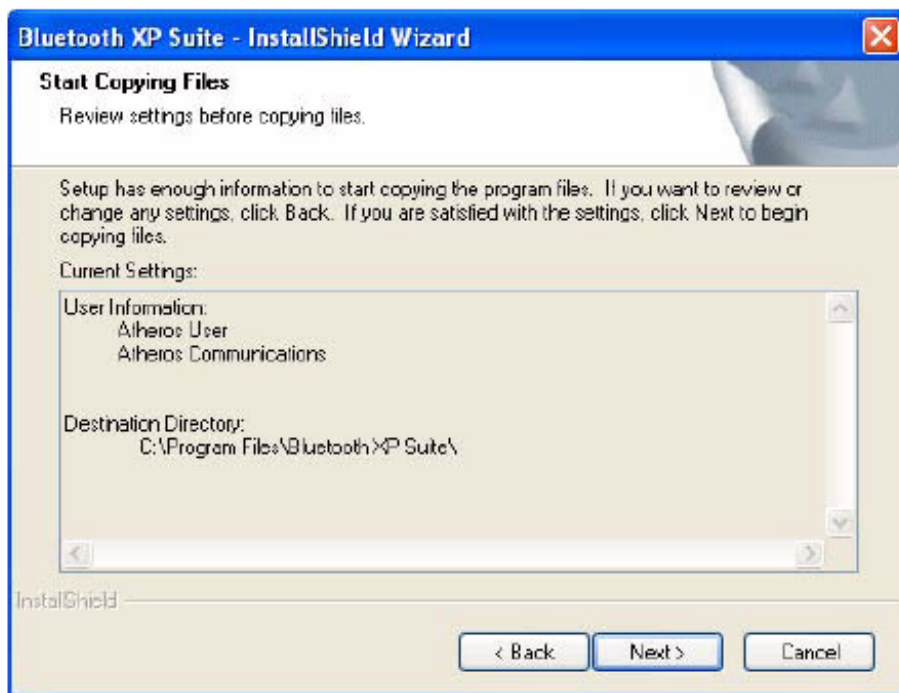 Bluetooth XP Suite - InstallShield Wizard
Start Copying Files
Review settings before copying files.
Setup has enough information to start copying the program files. If you want to review or
change any settings, click Back. If you are satisfied with the settings, click Next to begin
copying files.
Current Settings:
User Information:
Atheros User
Atheros Communications
Destination Directory:
C:\Program Files\Bluetooth XP Suite\
InstallShield
< Back
Next >
Cancel